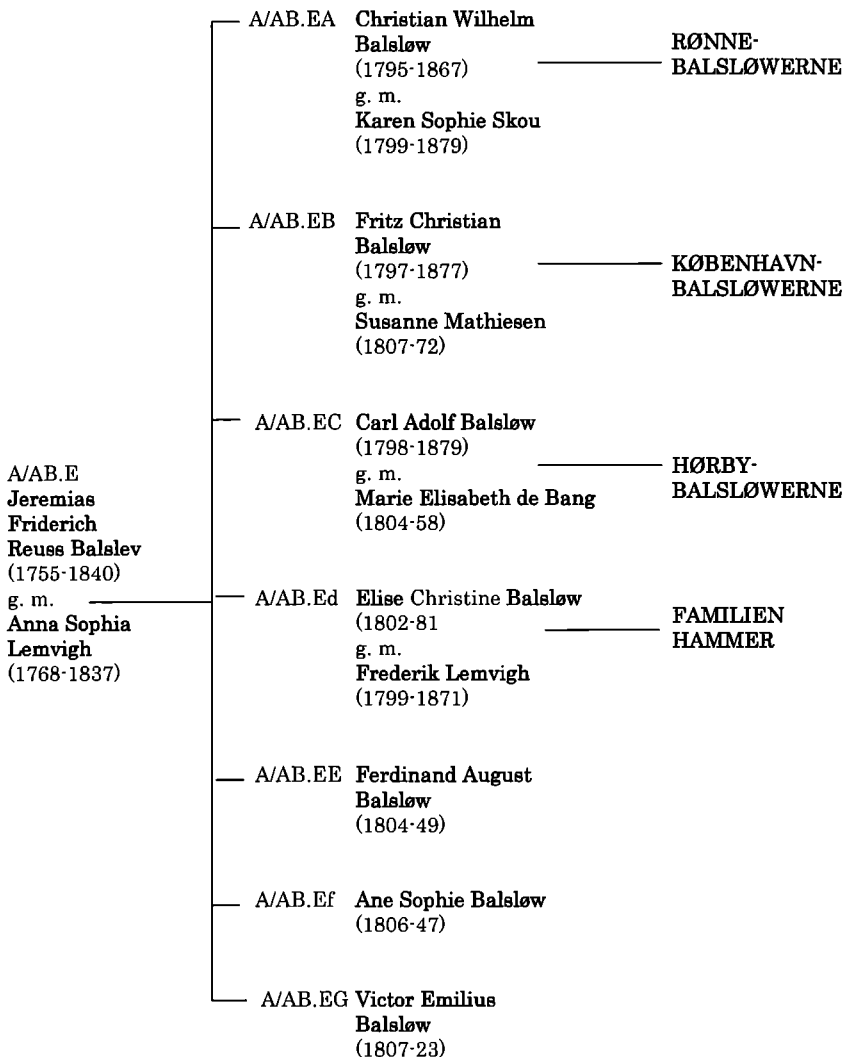 A/AB.E
Jeremias
Friderich
Reuss Balslev
(1755-1840)
g. m.
Anna Sophia
Lemvigh
(1768-1837)
A/AB.EA Christian Wilhelm
Balsløw
(1795-1867)
g. m.
Karen Sophie Skou
(1799-1879)
RØNNE-
BALSLØWERNE
A/AB.EB Fritz Christian
Balsløw
(1797-1877)
g. m.
Susanne Mathiesen
(1807-72)
KØBENHAVN-
BALSLØWERNE
A/AB.EC Carl Adolf Balsløw
(1798-1879)
g. m.
Marie Elisabeth de Bang
(1804-58)
HØRBY-
BALSLØWERNE
A/AB.Ed Elise Christine Balsløw
(1802-81
g. m.
Frederik Lemvigh
(1799-1871)
FAMILIEN
HAMMER
A/AB.EE Ferdinand August
Balsløw
(1804-49)
A/AB.Ef Ane Sophie Balsløw
(1806-47)
A/AB.EG Victor Emilius
Balsløw
(1807-23)